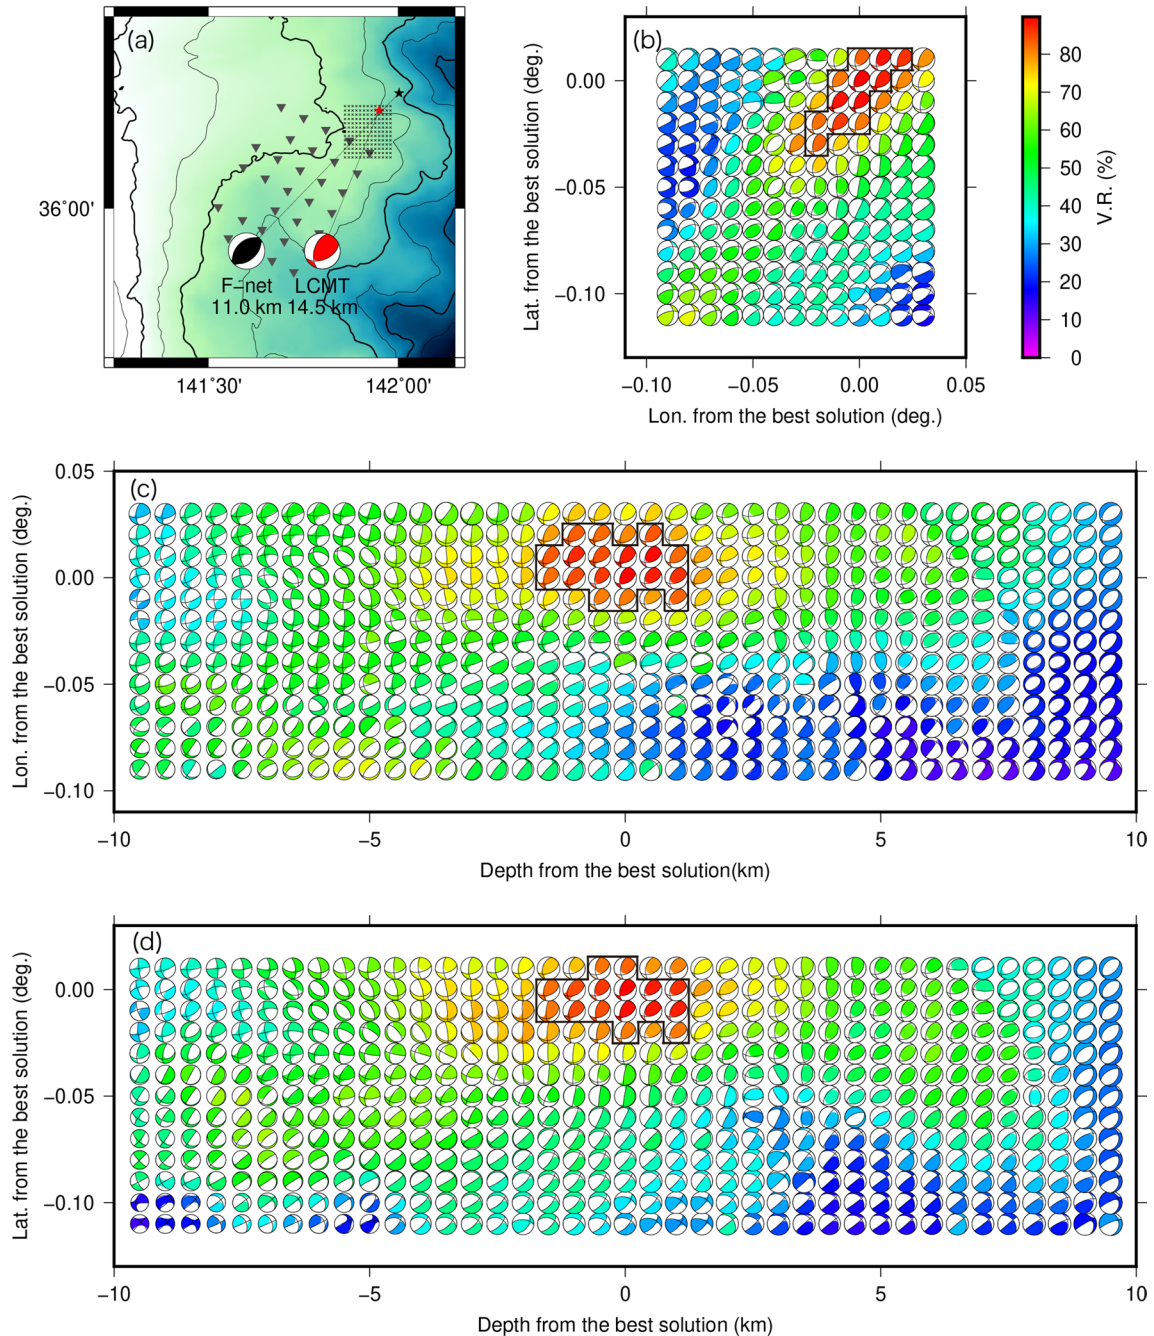 (a)
36°00'
F-net LCMT
11.0 km 14.5 km
141°30' 142°00'
(b)
0.00
−0.05
−0.10
Lat. from the best solution (deg.)
−0.10 −0.05 0.00 0.05
Lon. from the best solution (deg.)
80
70
60
50
40
30
20
10
0
V.R. (%)
(c)
0.05
0.00
−0.05
−0.10
Lon. from the best solution (deg.)
−10 −5 0 5 10
Depth from the best solution(km)
(d)
0.00
−0.05
−0.10
Lat. from the best solution (deg.)
−10 −5 0 5 10
Depth from the best solution (km)